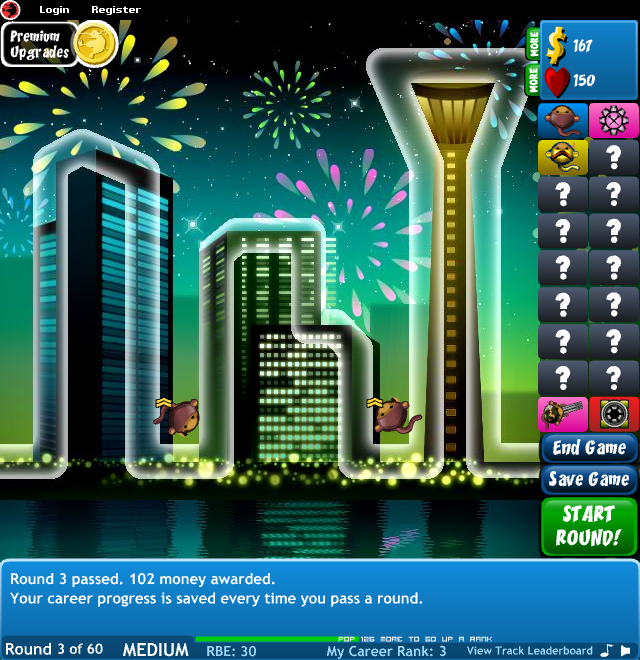 Login Register
Premium
Upgrades
MORE
$ 167
MORE
150
?
? ?
? ?
? ?
? ?
? ?
? ?
End Game
Save Game
START
ROUND!
Round 3 passed. 102 money awarded.
Your career progress is saved every time you pass a round.
POP 126 MORE TO GO UP A RANK
Round 3 of 60 MEDIUM RBE: 30 My Career Rank: 3 View Track Leaderboard